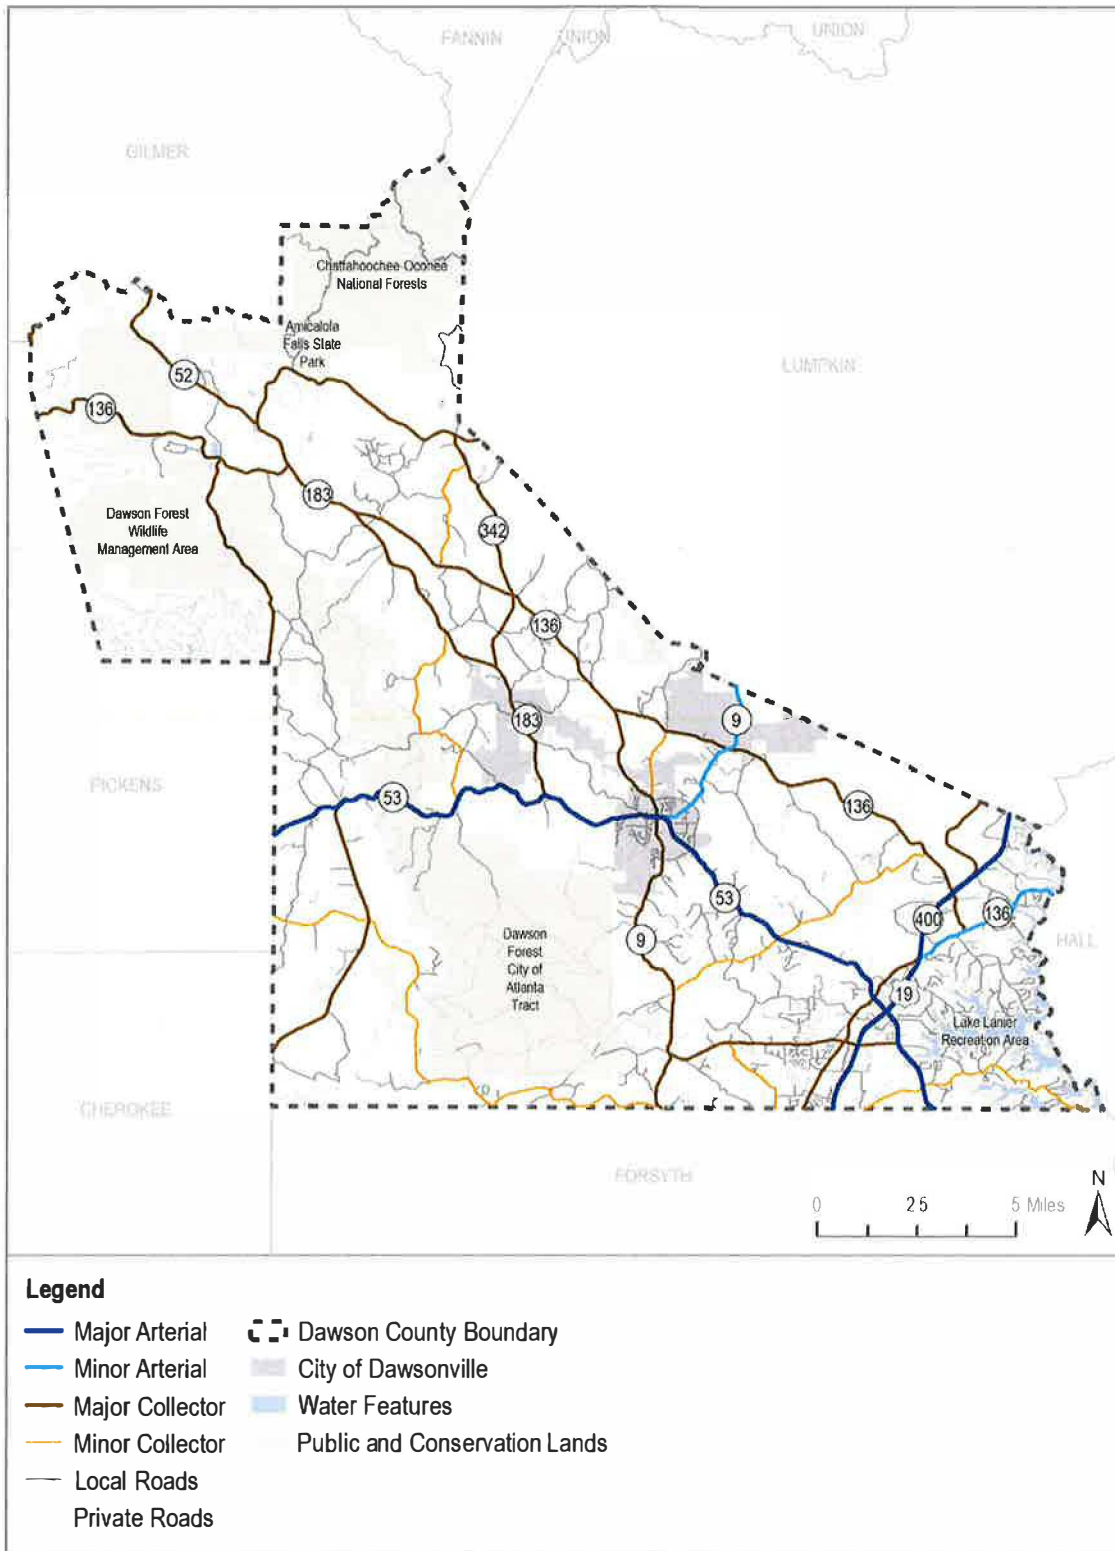 FANNIN
UNION
UNION
GILMER
Chattahoochee-Oconee
National Forests
Amicalola
Falls State
Park
LUMPKIN
52
136
183
Dawson Forest
Wildlife
Management Area
342
136
183
9
PICKENS
53
136
53
400
136
HALL
9
Dawson
Forest
City of
Atlanta
Tract
19
Lake Lanier
Recreation Area
CHEROKEE
FORSYTH
N
0 2.5 5 Miles
Legend
Major Arterial
Minor Arterial
Major Collector
Minor Collector
Local Roads
Private Roads
Dawson County Boundary
City of Dawsonville
Water Features
Public and Conservation Lands